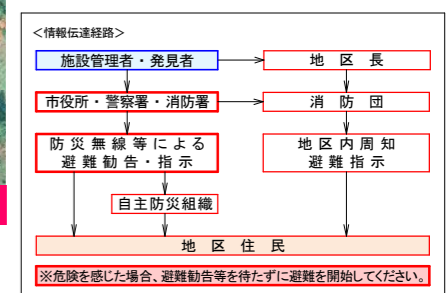 ＜情報伝達経路＞
施設管理者・発見者
地区長
市役所・警察署・消防署
消防団
防災無線等による
避難勧告・指示
地区内周知
避難指示
自主防災組織
地区住民
※危険を感じた場合、避難勧告等を待たずに避難を開始してください。